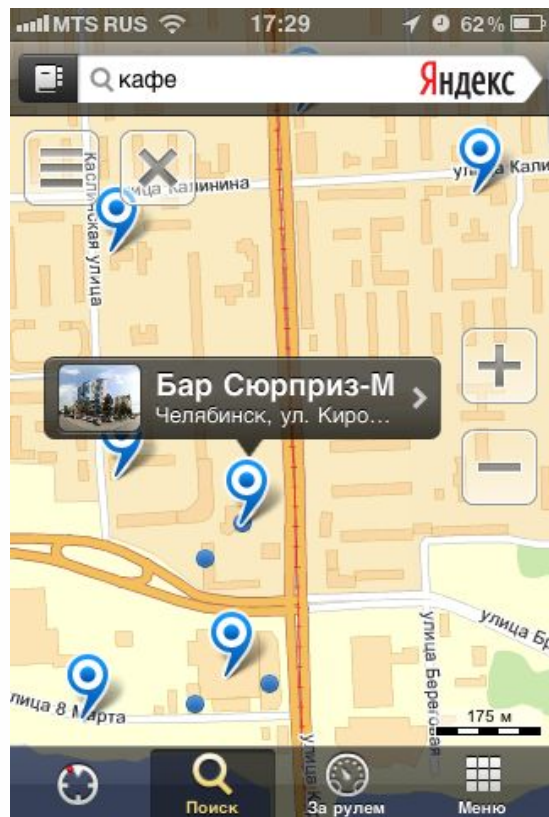 MTS RUS 17:29 62%
кафе Яндекс
Каслинская улица
улица Калинина
улица Кали
Бар Сюрприз-М
Челябинск, ул. Киро...
улица Бр
улица Береговая
улица 8 Марта
175 м
улица
Поиск За рулем Меню